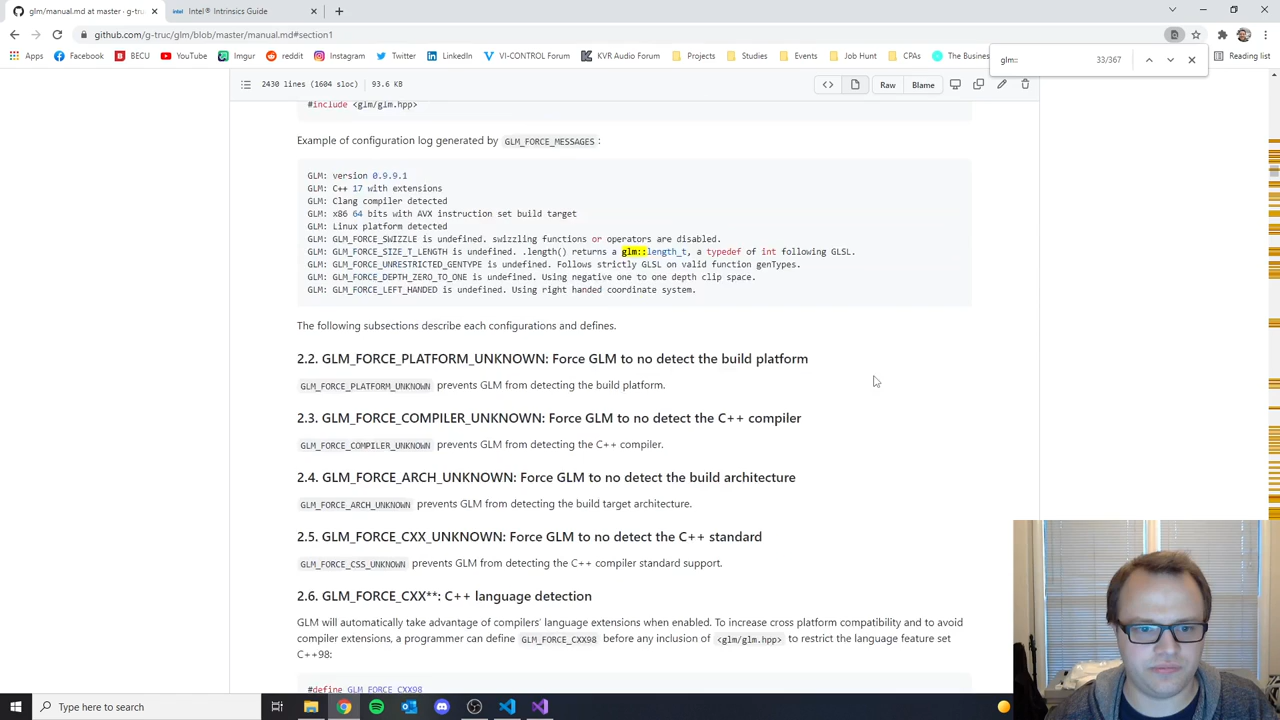 glm/manual.md at master · g-truc
Intel® Intrinsics Guide
github.com/g-truc/glm/blob/master/manual.md#section1
GitHub
BECU
YouTube
Imgur
reddit
Instagram
Twitter
LinkedIn
VI-CONTROL Forum
KVR Audio Forum
Projects
Samples
Events
Job Hunt
CPAs
The Business
Reading list
glm::
33/367
2430 lines (1604 sloc)
93.6 KB
Raw
Blame
#include <glm/glm.hpp>
Example of configuration log generated by GLM_FORCE_MESSAGES:
GLM: version 0.9.9.1
GLM: C++ 17 with extensions
GLM: Clang compiler detected
GLM: x86 64 bits with AVX instruction set build target
GLM: Linux platform detected
GLM: GLM_FORCE_SWIZZLE is undefined. swizzling functions or operators are disabled.
GLM: GLM_FORCE_SIZE_T_LENGTH is undefined. .length() returns a glm::length_t, a typedef of int following GLSL.
GLM: GLM_FORCE_UNRESTRICTED_GENTYPE is undefined. Follows strictly GLSL on valid function genTypes.
GLM: GLM_FORCE_DEPTH_ZERO_TO_ONE is undefined. Using negative one to one depth clip space.
GLM: GLM_FORCE_LEFT_HANDED is undefined. Using right handed coordinate system.
The following subsections describe each configurations and defines.
2.2. GLM_FORCE_PLATFORM_UNKNOWN: Force GLM to no detect the build platform
GLM_FORCE_PLATFORM_UNKNOWN prevents GLM from detecting the build platform.
2.3. GLM_FORCE_COMPILER_UNKNOWN: Force GLM to no detect the C++ compiler
GLM_FORCE_COMPILER_UNKNOWN prevents GLM from detecting the C++ compiler.
2.4. GLM_FORCE_ARCH_UNKNOWN: Force GLM to no detect the build architecture
GLM_FORCE_ARCH_UNKNOWN prevents GLM from detecting the build target architecture.
2.5. GLM_FORCE_CXX_UNKNOWN: Force GLM to no detect the C++ standard
GLM_FORCE_CSS_UNKNOWN prevents GLM from detecting the C++ compiler standard support.
2.6. GLM_FORCE_CXX**: C++ language detection
GLM will automatically take advantage of compilers' language extensions when enabled. To increase cross platform compatibility and to avoid
compiler extensions, a programmer can define GLM_FORCE_CXX98 before any inclusion of <glm/glm.hpp> to restrict the language feature set
C++98:
#define GLM_FORCE_CXX98
Type here to search